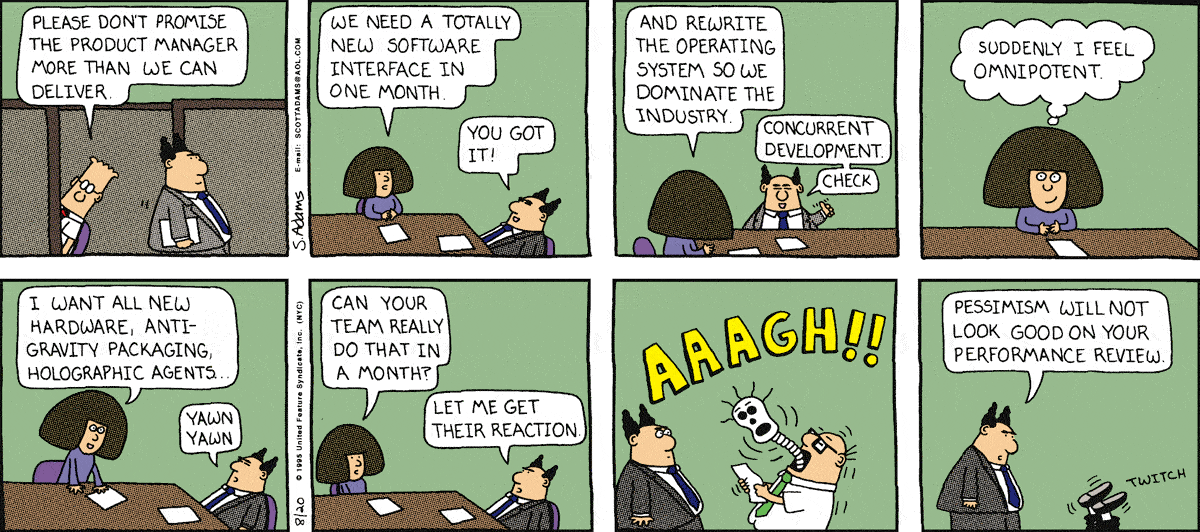 PLEASE DON'T PROMISE
THE PRODUCT MANAGER
MORE THAN WE CAN
DELIVER.
S.Adams
E-mail: SCOTTADAMS@AOL.COM
WE NEED A TOTALLY
NEW SOFTWARE
INTERFACE IN
ONE MONTH.
YOU GOT
IT!
AND REWRITE
THE OPERATING
SYSTEM SO WE
DOMINATE THE
INDUSTRY.
CONCURRENT
DEVELOPMENT.
CHECK
SUDDENLY I FEEL
OMNIPOTENT.
I WANT ALL NEW
HARDWARE, ANTI-
GRAVITY PACKAGING,
HOLOGRAPHIC AGENTS...
YAWN
YAWN
8/20
© 1995 United Feature Syndicate, Inc. (NYC)
CAN YOUR
TEAM REALLY
DO THAT IN
A MONTH?
LET ME GET
THEIR REACTION.
AAAGH!!
PESSIMISM WILL NOT
LOOK GOOD ON YOUR
PERFORMANCE REVIEW.
TWITCH